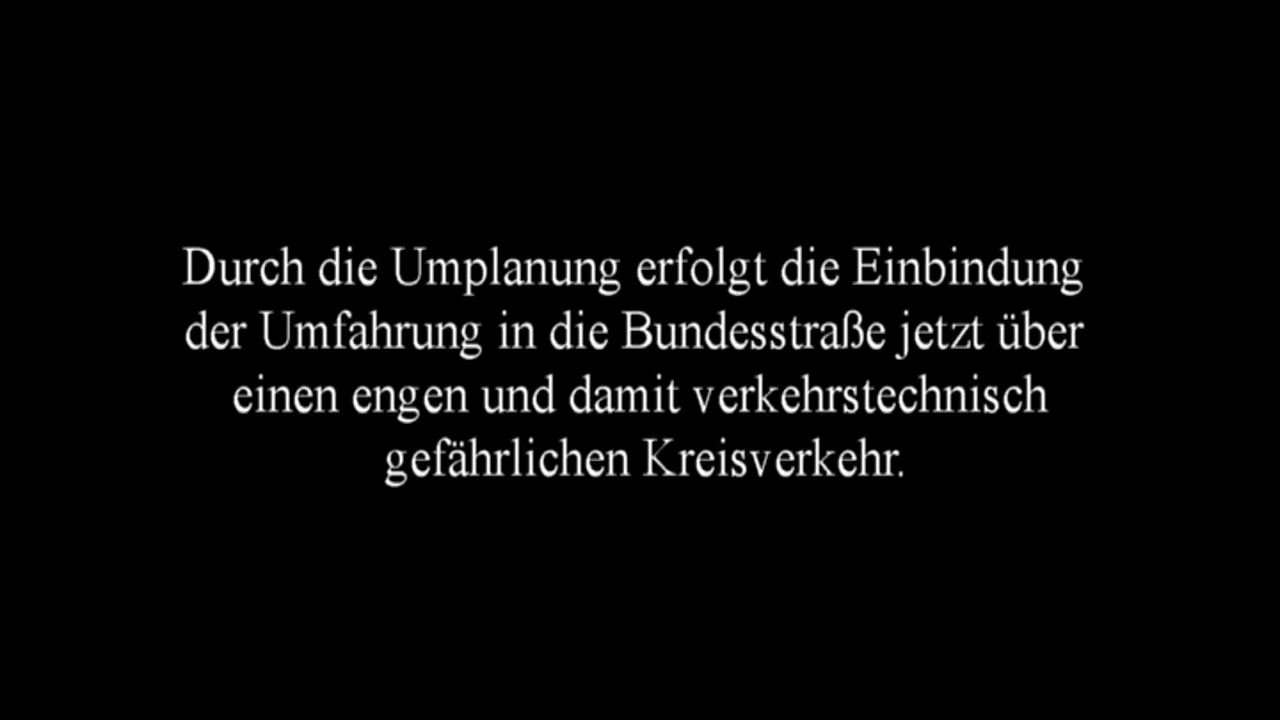 Durch die Umplanung erfolgt die Einbindung
der Umfahrung in die Bundesstraße jetzt über
einen engen und damit verkehrstechnisch
gefährlichen Kreisverkehr.